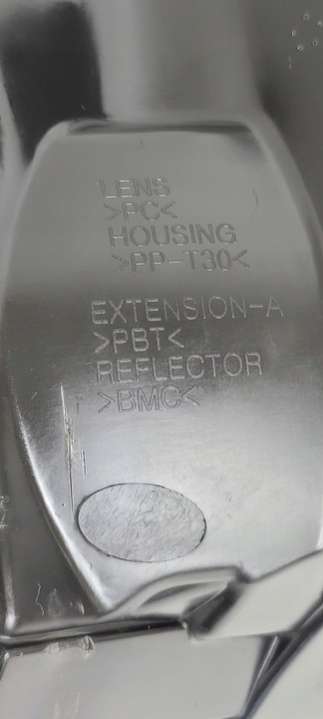 LENS
>PC<
HOUSING
>PP-T30<
EXTENSION-A
>PBT<
REFLECTOR
>BMC<